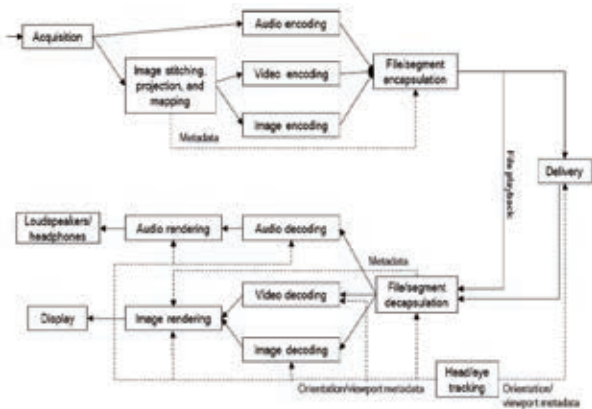 Audio encoding
Acquisition
Image stitching,
projection, and
mapping
Video encoding
File/segment
encapsulation
Image encoding
Metadata
File playback
Delivery
Loudspeakers/
headphones
Audio rendering
Audio decoding
Metadata
Video decoding
File/segment
decapsulation
Display
Image rendering
Image decoding
Head/eye
tracking
Orientation/viewport metadata
Orientation/
viewport metadata